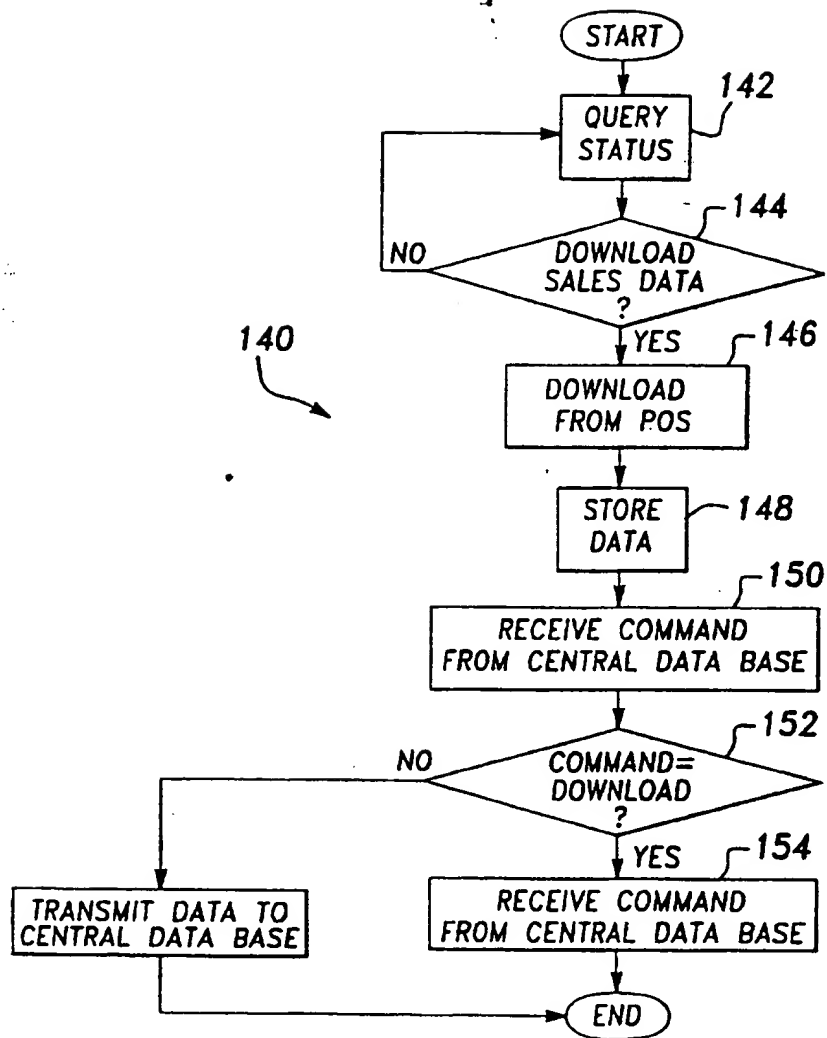 START
142
QUERY
STATUS
144
NO
DOWNLOAD
SALES DATA
?
YES
146
140
DOWNLOAD
FROM POS
STORE
DATA
148
150
RECEIVE COMMAND
FROM CENTRAL DATA BASE
152
NO
COMMAND=
DOWNLOAD
?
YES
154
TRANSMIT DATA TO
CENTRAL DATA BASE
RECEIVE COMMAND
FROM CENTRAL DATA BASE
END